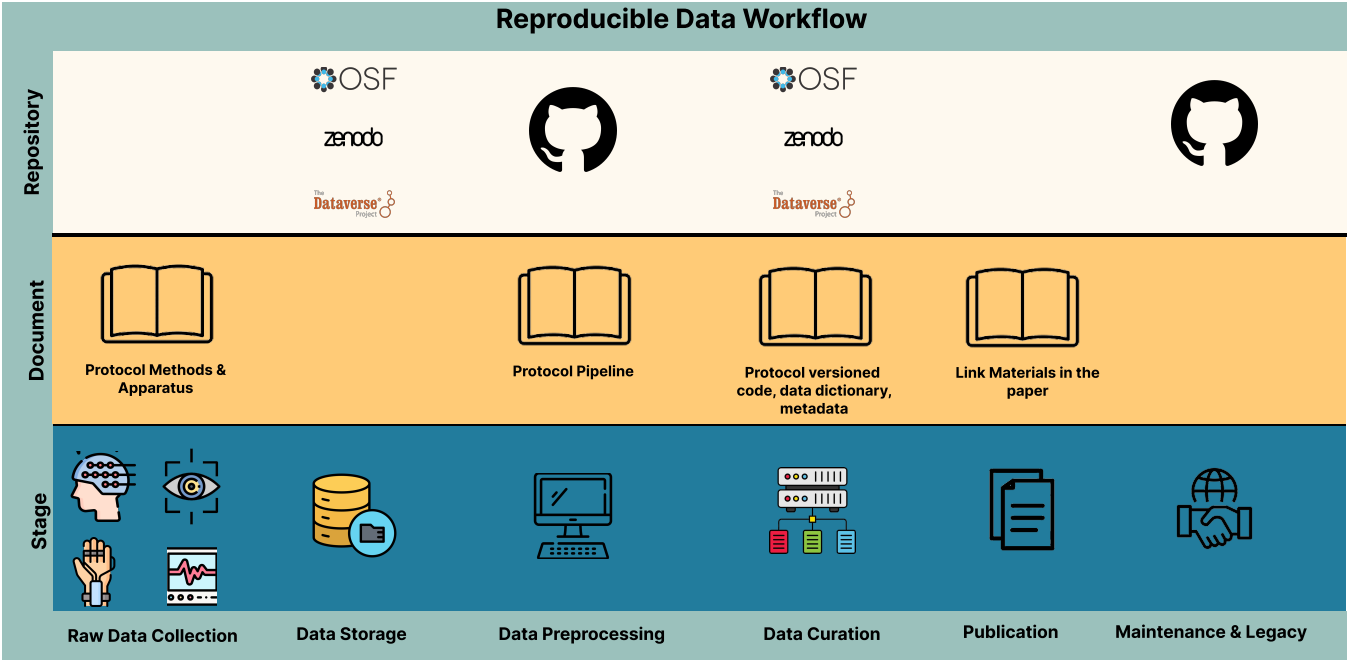 Reproducible Data Workflow
Repository
OSF
zenodo
The
Dataverse®
Project
OSF
zenodo
The
Dataverse®
Project
Document
Protocol Methods &
Apparatus
Protocol Pipeline
Protocol versioned
code, data dictionary,
metadata
Link Materials in the
paper
Stage
Raw Data Collection
Data Storage
Data Preprocessing
Data Curation
Publication
Maintenance & Legacy